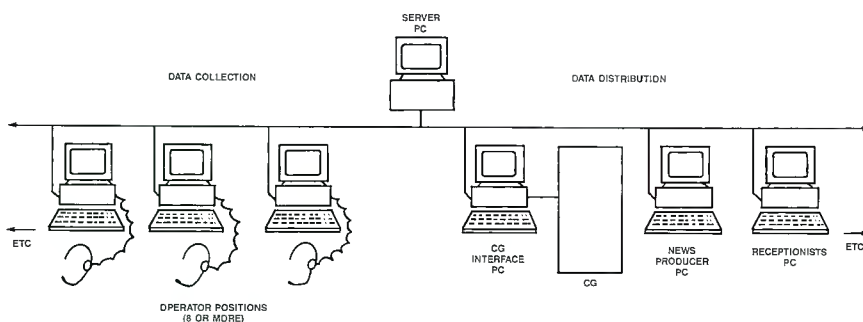 SERVER
PC
DATA COLLECTION
DATA DISTRIBUTION
ETC
ETC
CG
INTERFACE
PC
CG
NEWS
PRODUCER
PC
RECEPTIONISTS
PC
OPERATOR POSITIONS
(8 OR MORE)